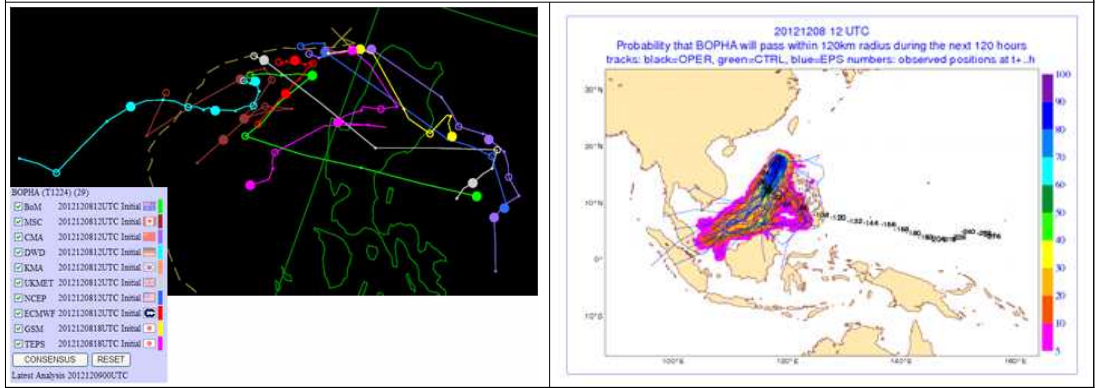 BOPHA (T1224) (29)
BoM 2012120812UTC Initial
MSC 2012120812UTC Initial
CMA 2012120812UTC Initial
DWD 2012120812UTC Initial
KMA 2012120812UTC Initial
UKMET 2012120812UTC Initial
NCEP 2012120812UTC Initial
ECMWF 2012120812UTC Initial
GSM 2012120818UTC Initial
TEPS 2012120818UTC Initial
CONSENSUS RESET
Latest Analysis 2012120900UTC
20121208 12 UTC
Probability that BOPHA will pass within 120km radius during the next 120 hours
tracks: black=OPER, green=CTRL, blue=EPS numbers: observed positions at t+..h
30°N
20°N
10°N
0°
10°S
100°E
120°E
140°E
160°E
100
90
80
70
60
50
40
30
20
10
5
-120
-132
-144
-156